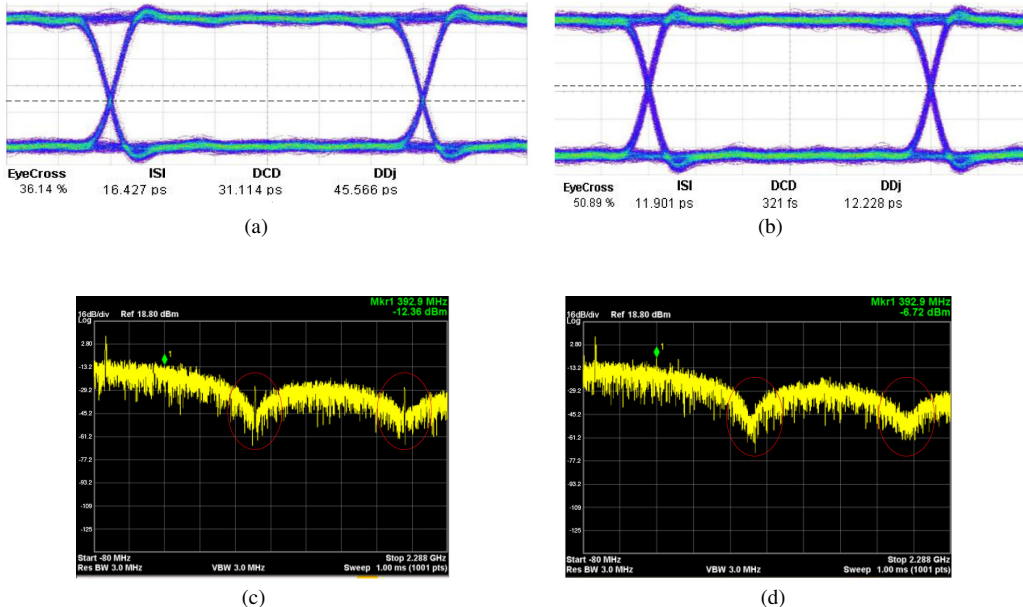 EyeCross ISI DCD DDj
36.14 % 16.427 ps 31.114 ps 45.566 ps
(a)
EyeCross ISI DCD DDj
50.89 % 11.901 ps 321 fs 12.228 ps
(b)
Mkr1 392.9 MHz
16dB/div Ref 18.80 dBm -12.36 dBm
Log
2.80
-13.2
-29.2
-45.2
-61.2
-77.2
-93.2
-109
-125
1
Start -80 MHz Stop 2.288 GHz
Res BW 3.0 MHz VBW 3.0 MHz Sweep 1.00 ms (1001 pts)
(c)
Mkr1 392.9 MHz
16dB/div Ref 18.80 dBm -6.72 dBm
Log
2.80
-13.2
-29.2
-45.2
-61.2
-77.2
-93.2
-109
-125
1
Start -80 MHz Stop 2.288 GHz
Res BW 3.0 MHz VBW 3.0 MHz Sweep 1.00 ms (1001 pts)
(d)